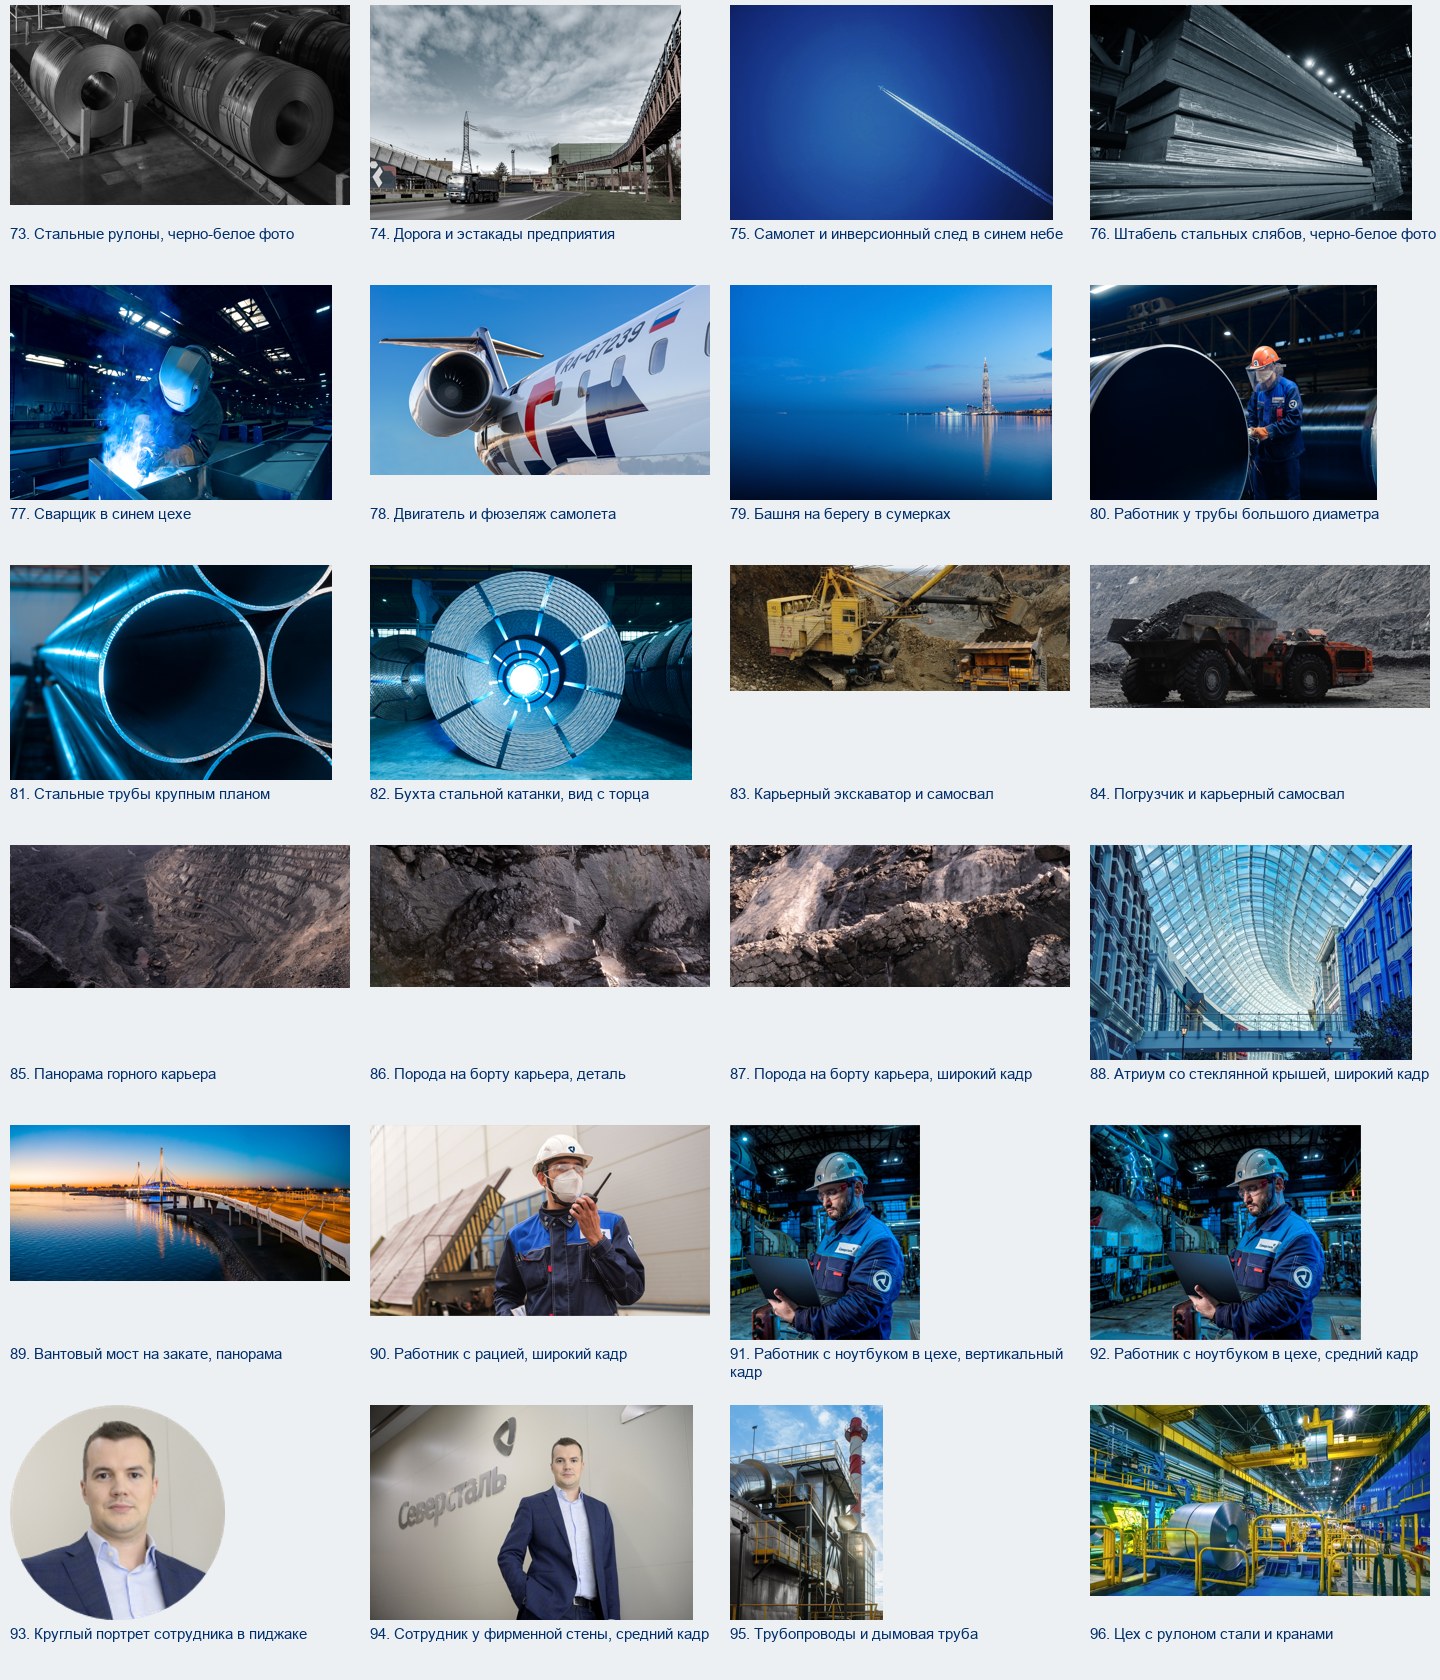 73. Стальные рулоны, черно-белое фото
74. Дорога и эстакады предприятия
75. Самолет и инверсионный след в синем небе
76. Штабель стальных слябов, черно-белое фото
RA-67239
77. Сварщик в синем цехе
78. Двигатель и фюзеляж самолета
79. Башня на берегу в сумерках
80. Работник у трубы большого диаметра
81. Стальные трубы крупным планом
82. Бухта стальной катанки, вид с торца
83. Карьерный экскаватор и самосвал
84. Погрузчик и карьерный самосвал
85. Панорама горного карьера
86. Порода на борту карьера, деталь
87. Порода на борту карьера, широкий кадр
88. Атриум со стеклянной крышей, широкий кадр
89. Вантовый мост на закате, панорама
90. Работник с рацией, широкий кадр
91. Работник с ноутбуком в цехе, вертикальный
кадр
92. Работник с ноутбуком в цехе, средний кадр
Северсталь
93. Круглый портрет сотрудника в пиджаке
94. Сотрудник у фирменной стены, средний кадр
95. Трубопроводы и дымовая труба
96. Цех с рулоном стали и кранами